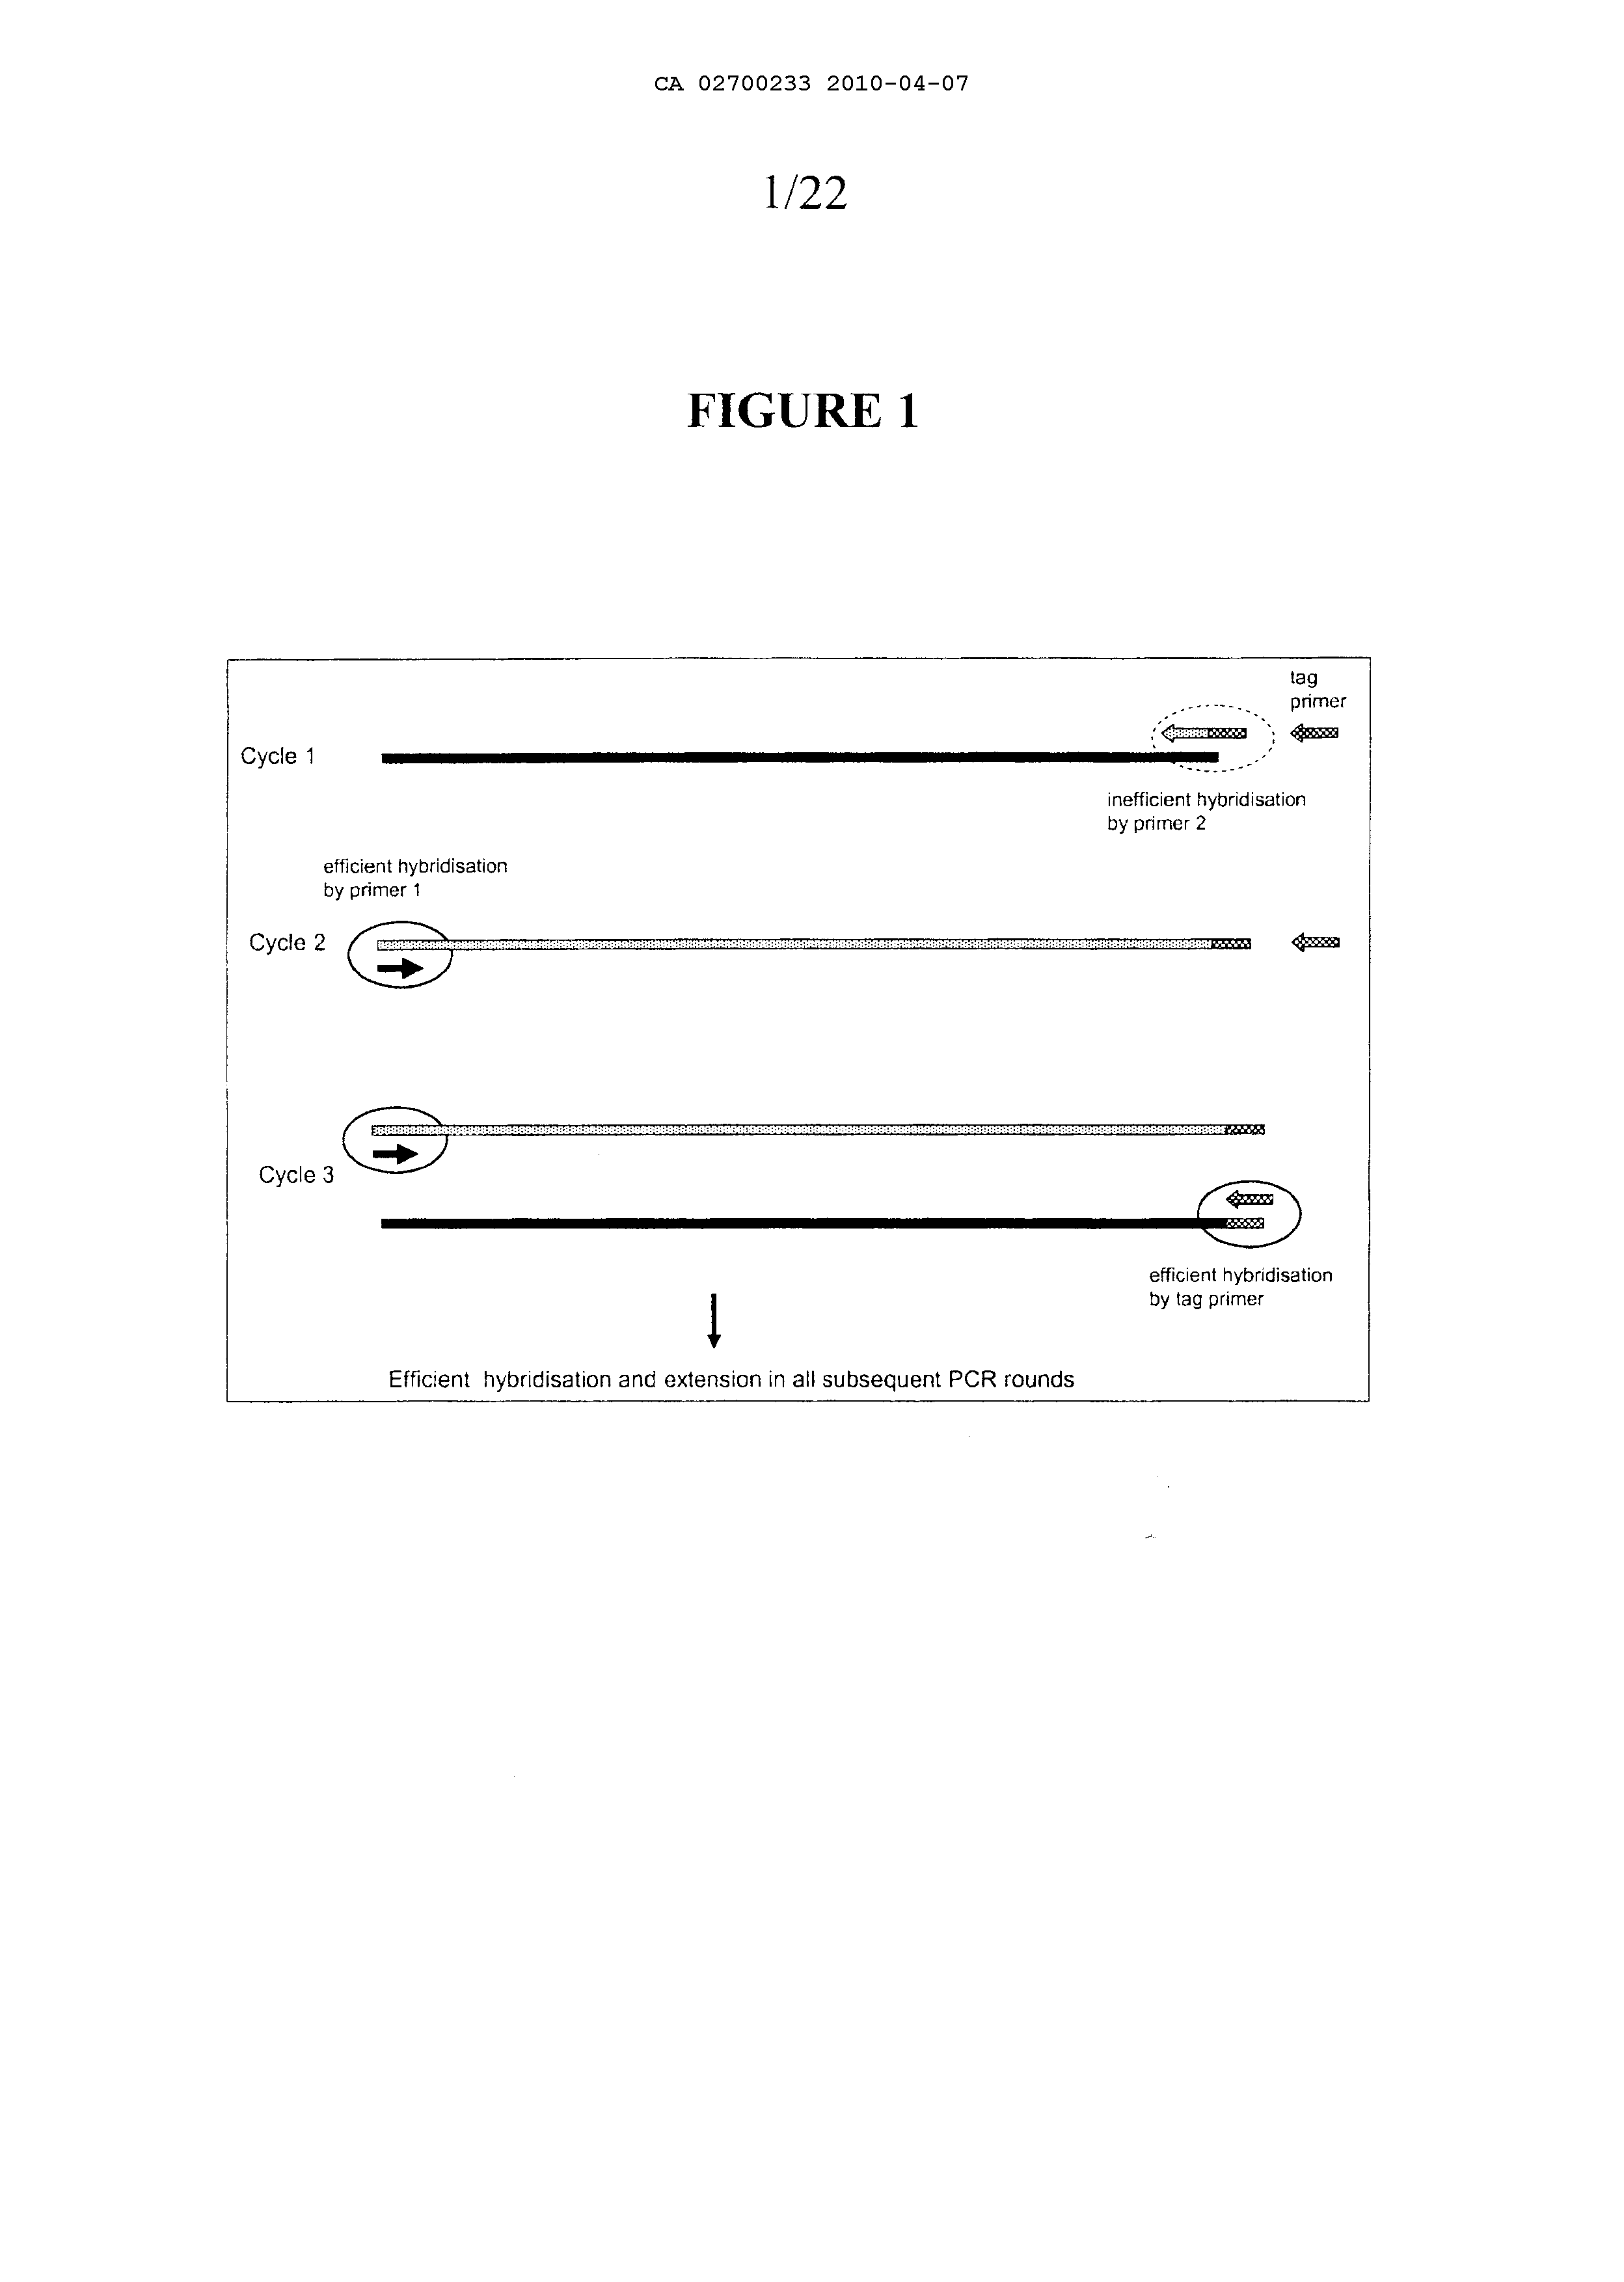 CA 02700233 2010-04-07
1/22
FIGURE 1
tag
primer
Cycle 1
inefficient hybridisation
by primer 2
efficient hybridisation
by primer 1
Cycle 2
Cycle 3
efficient hybridisation
by tag primer
Efficient hybridisation and extension in all subsequent PCR rounds